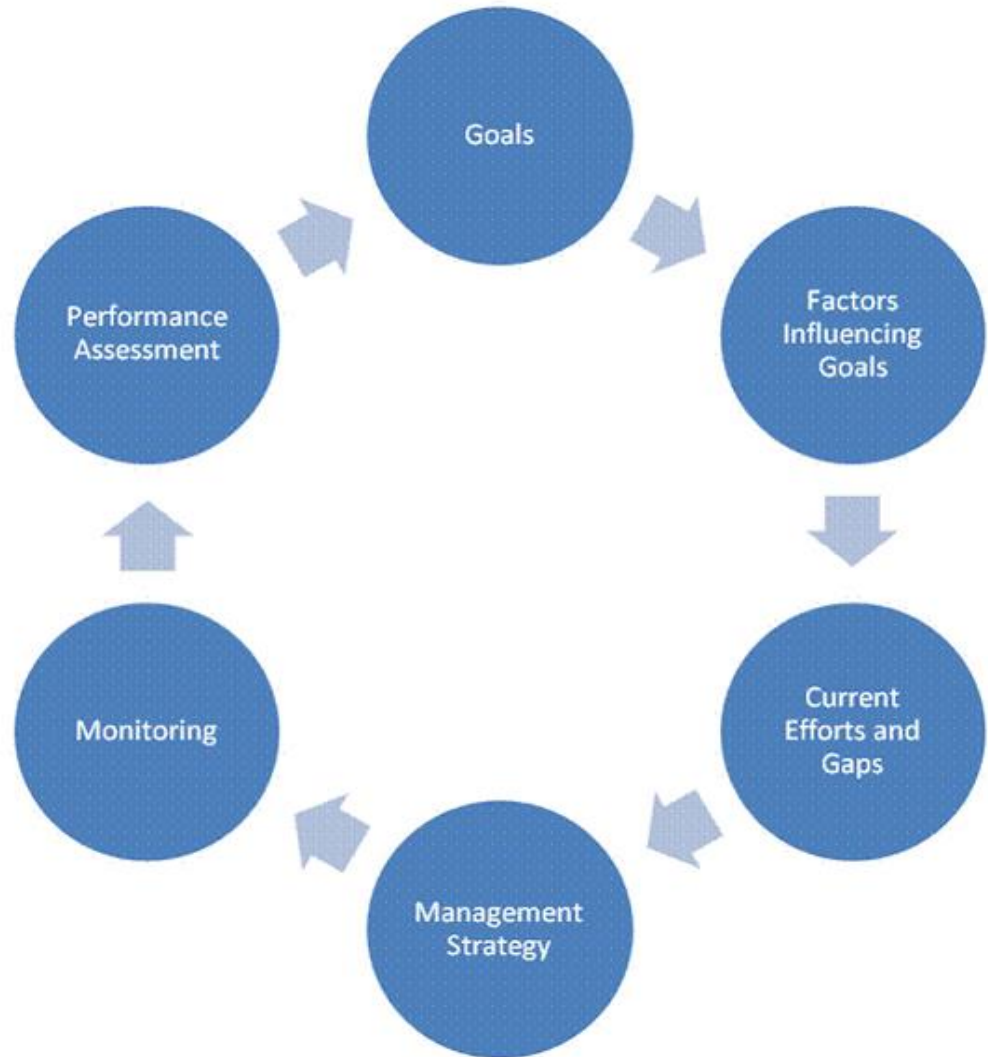 Goals
Factors
Influencing
Goals
Current
Efforts and
Gaps
Management
Strategy
Monitoring
Performance
Assessment